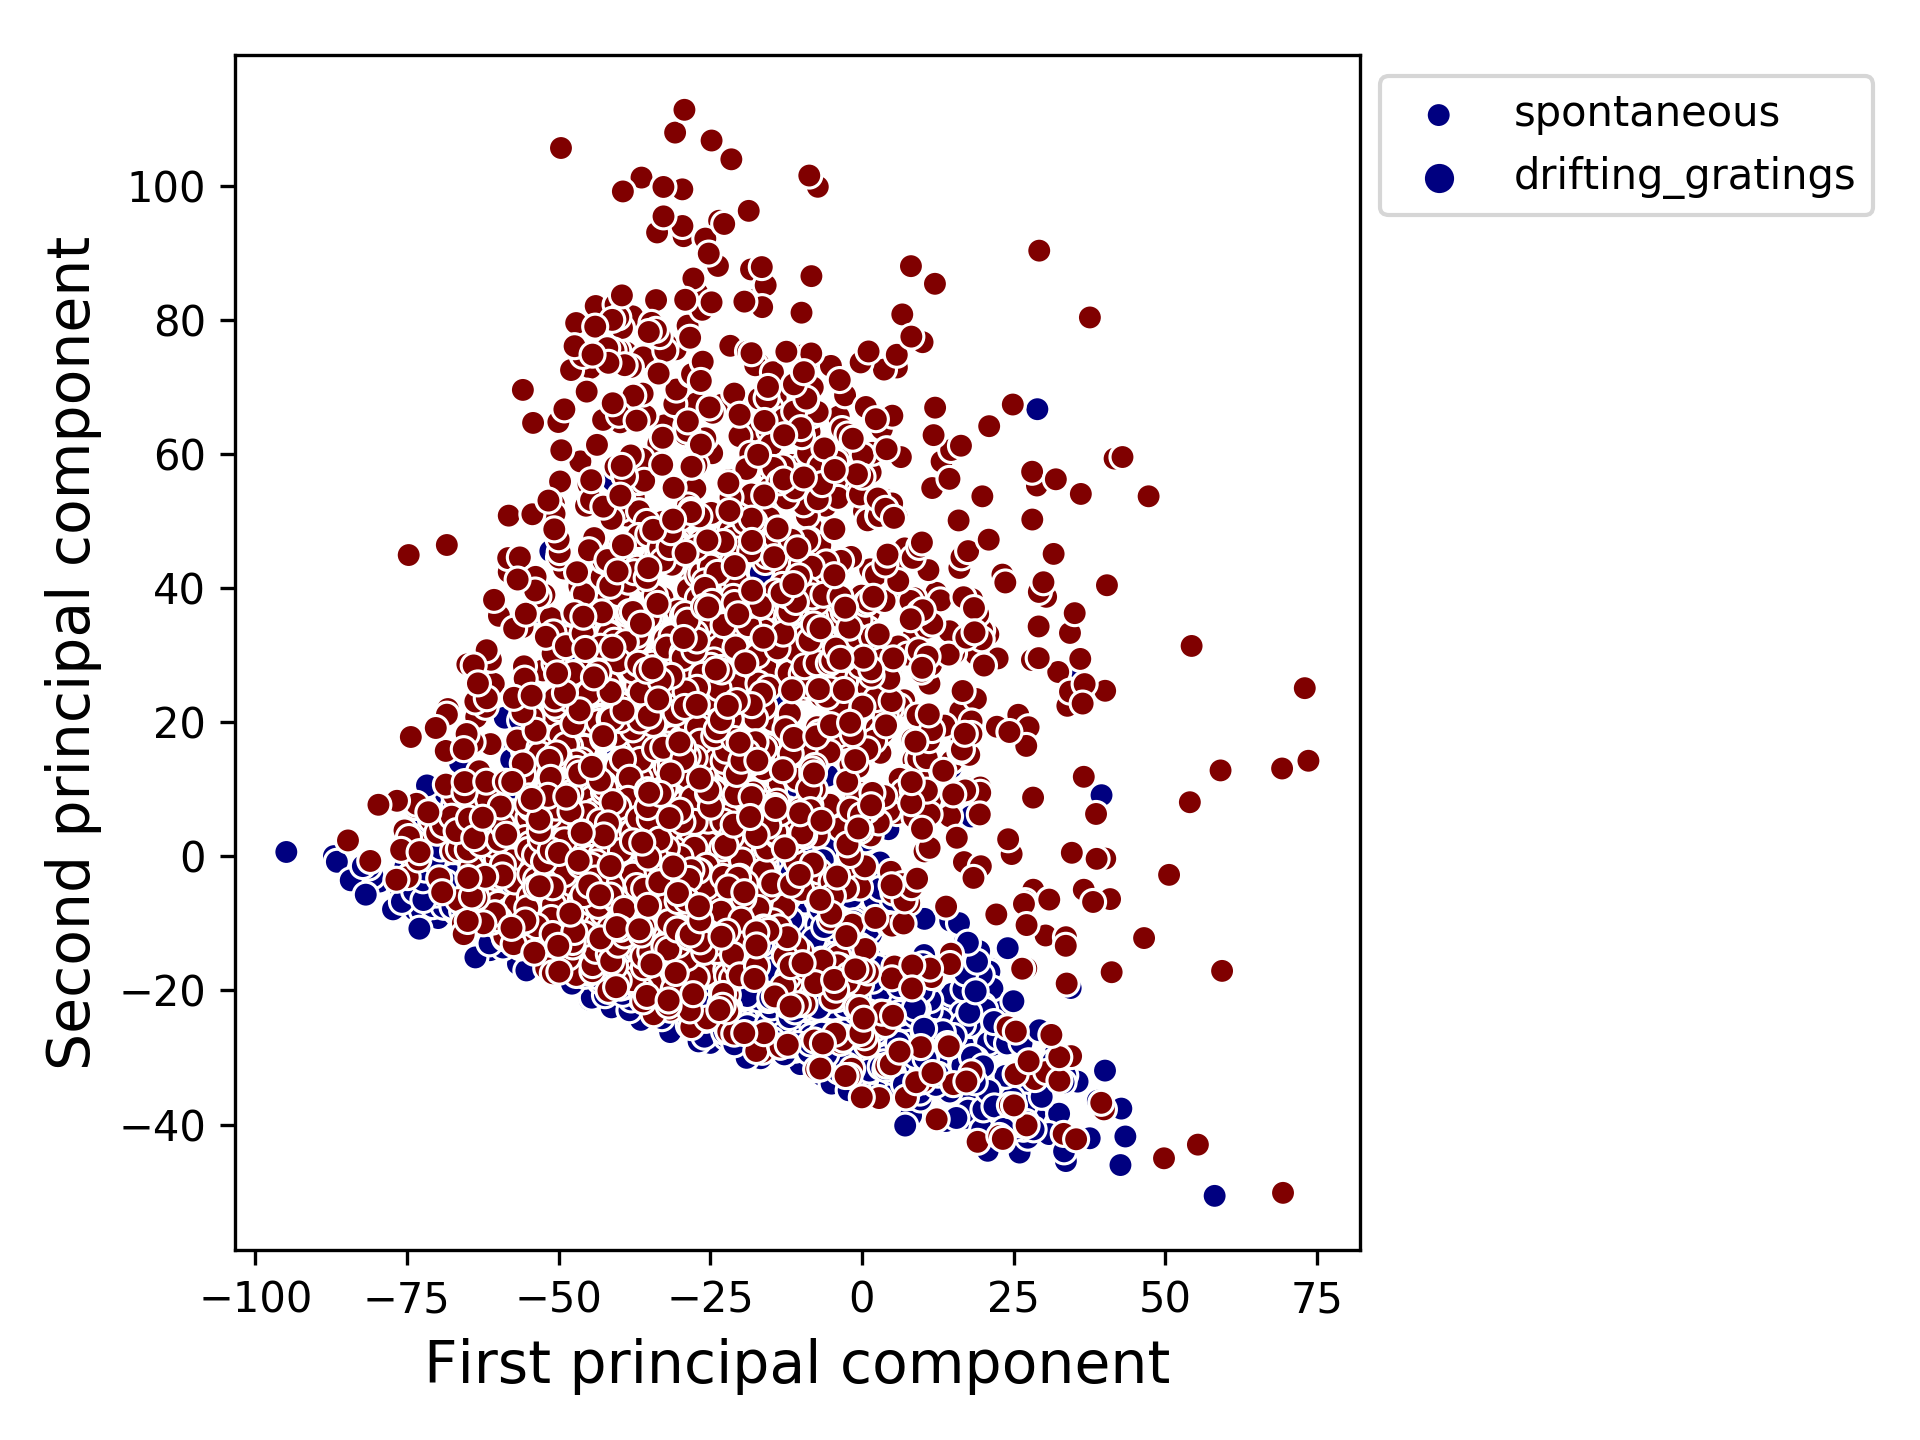 spontaneous
drifting_gratings
100
80
60
40
20
0
−20
−40
Second principal component
−100 −75 −50 −25 0 25 50 75
First principal component